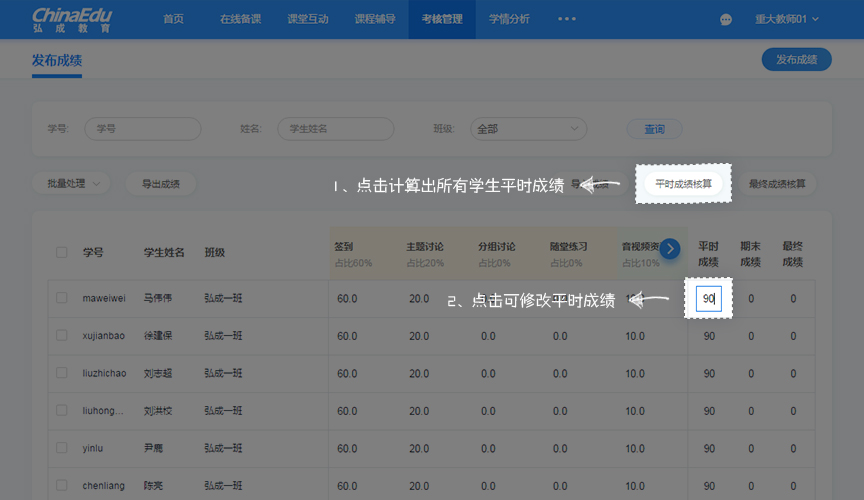 ChinaEdu
弘成教育
首页 在线备课 课堂互动 课程辅导 考核管理 学情分析 ••• 重大教师01
发布成绩 发布成绩
学号: 学号 姓名: 学生姓名 班级: 全部 查询
批量处理 导出成绩 1、点击计算出所有学生平时成绩 平时成绩核算 最终成绩核算
学号 学生姓名 班级 签到 主题讨论 分组讨论 随堂练习 音视频资 平时 期末 最终
占比60% 占比20% 占比0% 占比0% 占比10% 成绩 成绩 成绩
maweiwei 马伟伟 弘成一班 60.0 20.0 2、点击可修改平时成绩 90 0 0
xujianbao 徐建保 弘成一班 60.0 20.0 0.0 0.0 10.0 90 0 0
liuzhichao 刘志超 弘成一班 60.0 20.0 0.0 0.0 10.0 90 0 0
liuhong... 刘洪校 弘成一班 60.0 20.0 0.0 0.0 10.0 90 0 0
yinlu 尹鹿 弘成一班 60.0 20.0 0.0 0.0 10.0 90 0 0
chenliang 陈亮 弘成一班 60.0 20.0 0.0 0.0 10.0 90 0 0